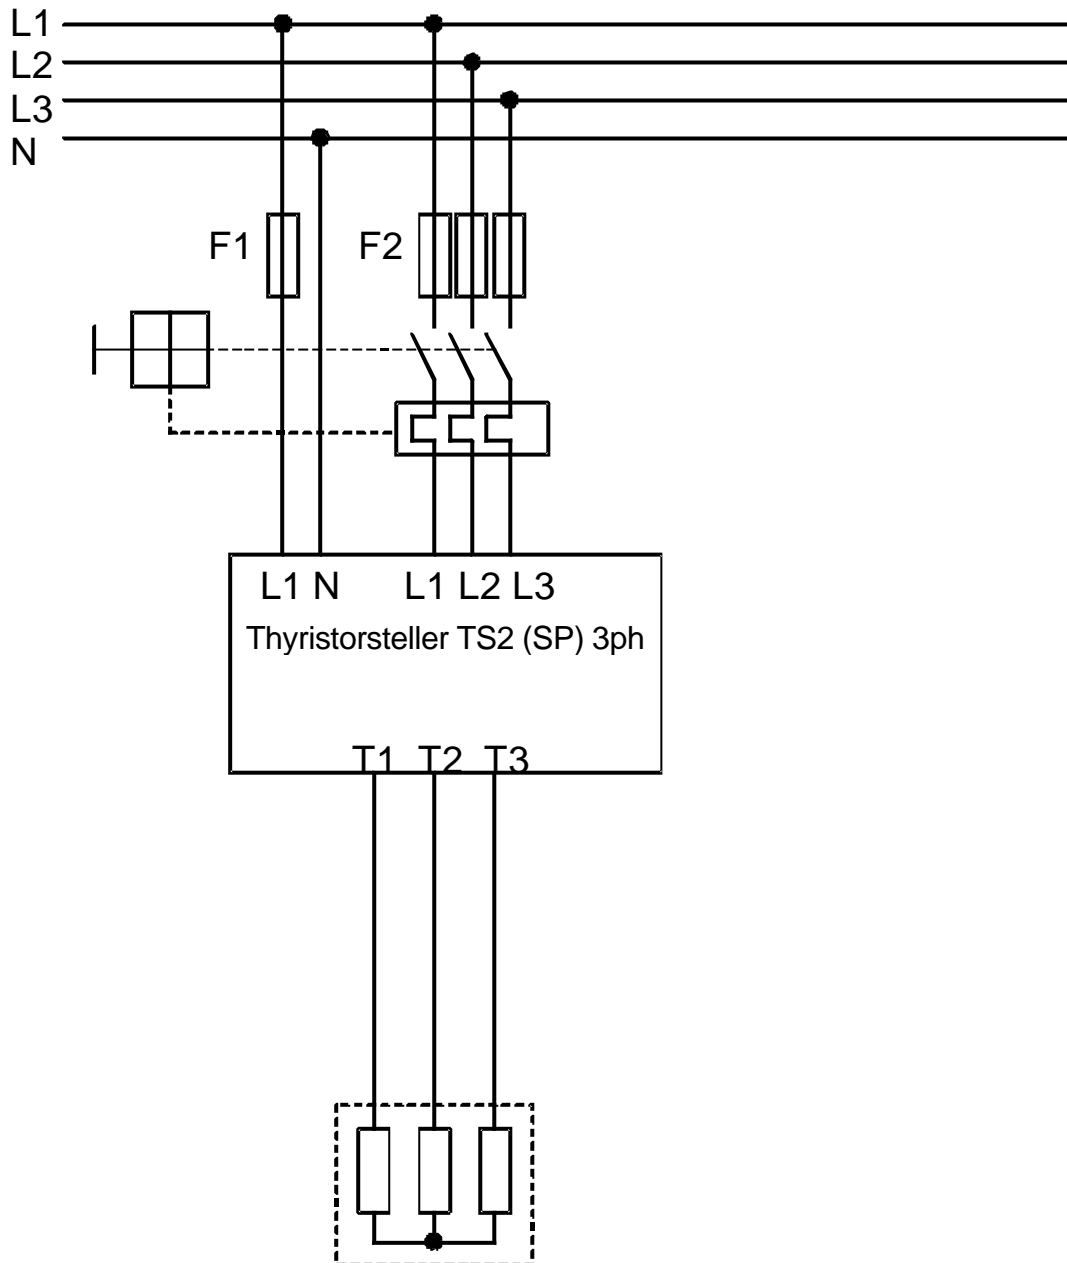 L1
L2
L3
N
F1 F2
L1 N L1 L2 L3
Thyristorsteller TS2 (SP) 3ph
T1 T2 T3